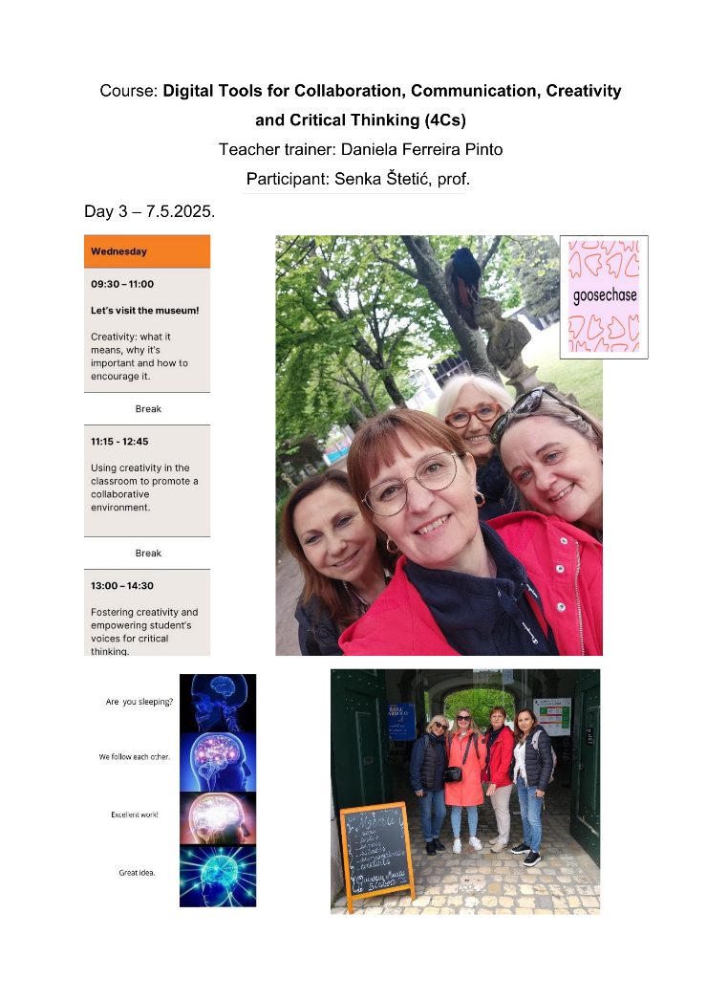 Course: Digital Tools for Collaboration, Communication, Creativity
and Critical Thinking (4Cs)
Teacher trainer: Daniela Ferreira Pinto
Participant: Senka Štetić, prof.
Day 3 – 7.5.2025.
Wednesday
09:30 – 11:00
Let's visit the museum!
Creativity: what it
means, why it's
important and how to
encourage it.
Break
11:15 - 12:45
Using creativity in the
classroom to promote a
collaborative
environment.
Break
13:00 – 14:30
Fostering creativity and
empowering student's
voices for critical
thinking.
goosechase
Are you sleeping?
We follow each other.
Excellent work!
Great idea.
Menu